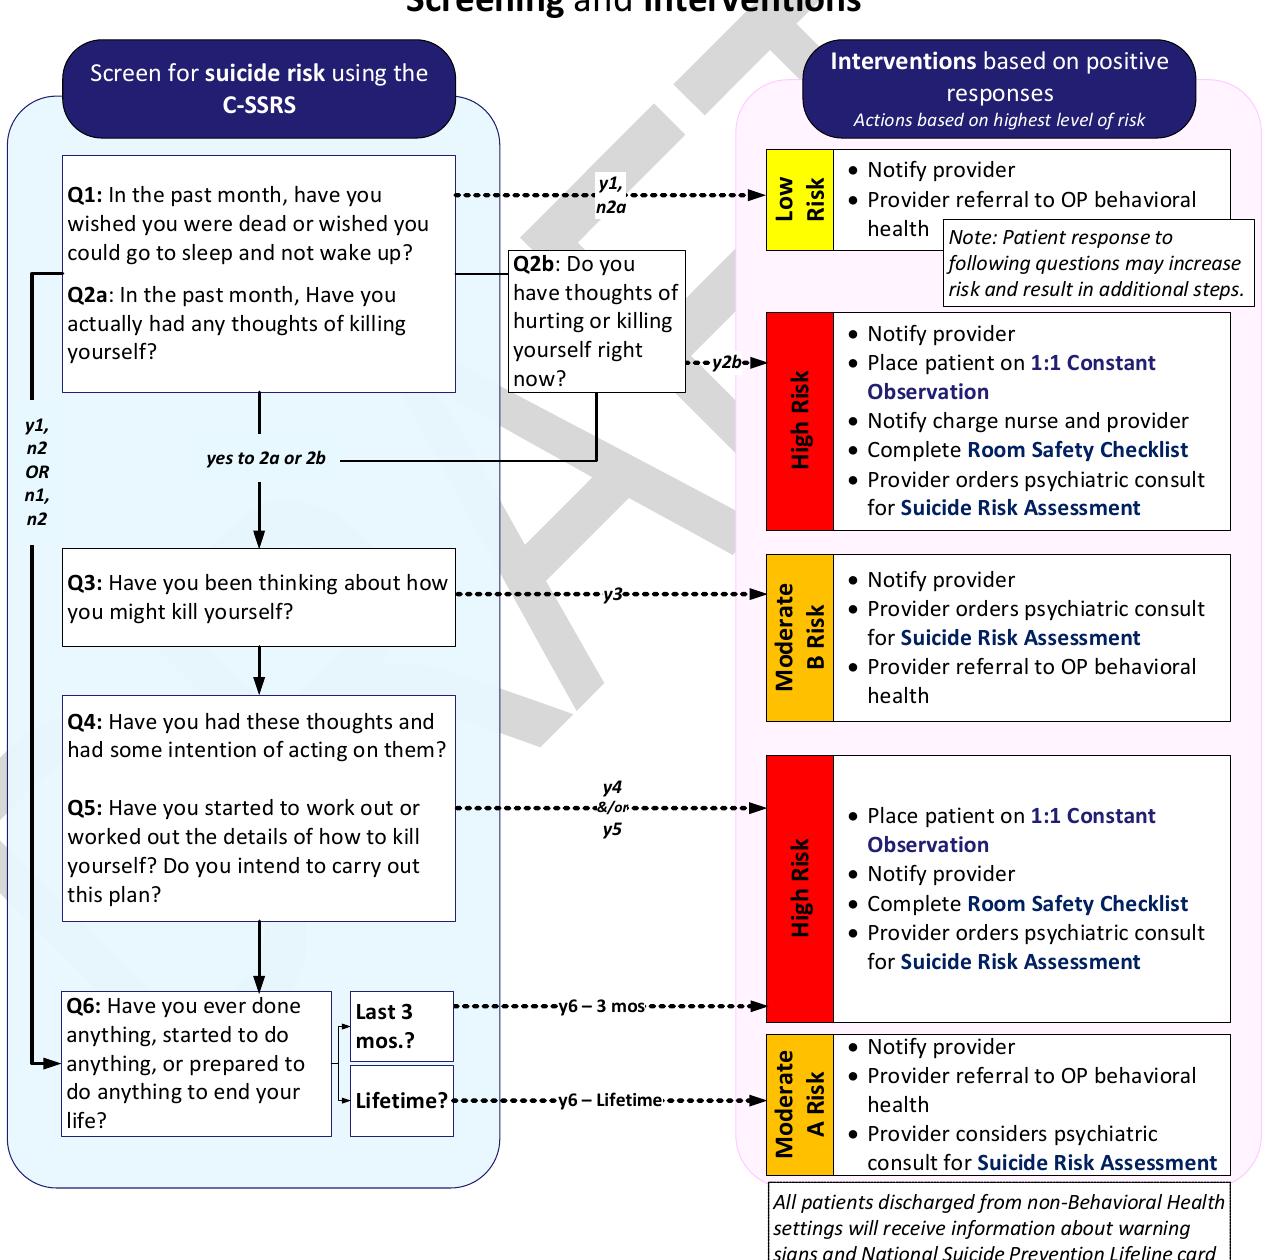 Screening and Interventions
Screen for suicide risk using the
C-SSRS
Interventions based on positive
responses
Actions based on highest level of risk
Q1: In the past month, have you
wished you were dead or wished you
could go to sleep and not wake up?
Q2a: In the past month, Have you
actually had any thoughts of killing
yourself?
y1,
n2a
Low
Risk
• Notify provider
• Provider referral to OP behavioral
health
Note: Patient response to
following questions may increase
risk and result in additional steps.
Q2b: Do you
have thoughts of
hurting or killing
yourself right
now?
y2b
High Risk
• Notify provider
• Place patient on 1:1 Constant
Observation
• Notify charge nurse and provider
• Complete Room Safety Checklist
• Provider orders psychiatric consult
for Suicide Risk Assessment
y1,
n2
OR
n1,
n2
yes to 2a or 2b
Q3: Have you been thinking about how
you might kill yourself?
y3
Moderate
B Risk
• Notify provider
• Provider orders psychiatric consult
for Suicide Risk Assessment
• Provider referral to OP behavioral
health
Q4: Have you had these thoughts and
had some intention of acting on them?
Q5: Have you started to work out or
worked out the details of how to kill
yourself? Do you intend to carry out
this plan?
y4
&/or
y5
High Risk
• Place patient on 1:1 Constant
Observation
• Notify provider
• Complete Room Safety Checklist
• Provider orders psychiatric consult
for Suicide Risk Assessment
Q6: Have you ever done
anything, started to do
anything, or prepared to
do anything to end your
life?
Last 3
mos.?
Lifetime?
y6 – 3 mos
y6 – Lifetime
Moderate
A Risk
• Notify provider
• Provider referral to OP behavioral
health
• Provider considers psychiatric
consult for Suicide Risk Assessment
All patients discharged from non-Behavioral Health
settings will receive information about warning
signs and National Suicide Prevention Lifeline card
DRAFT